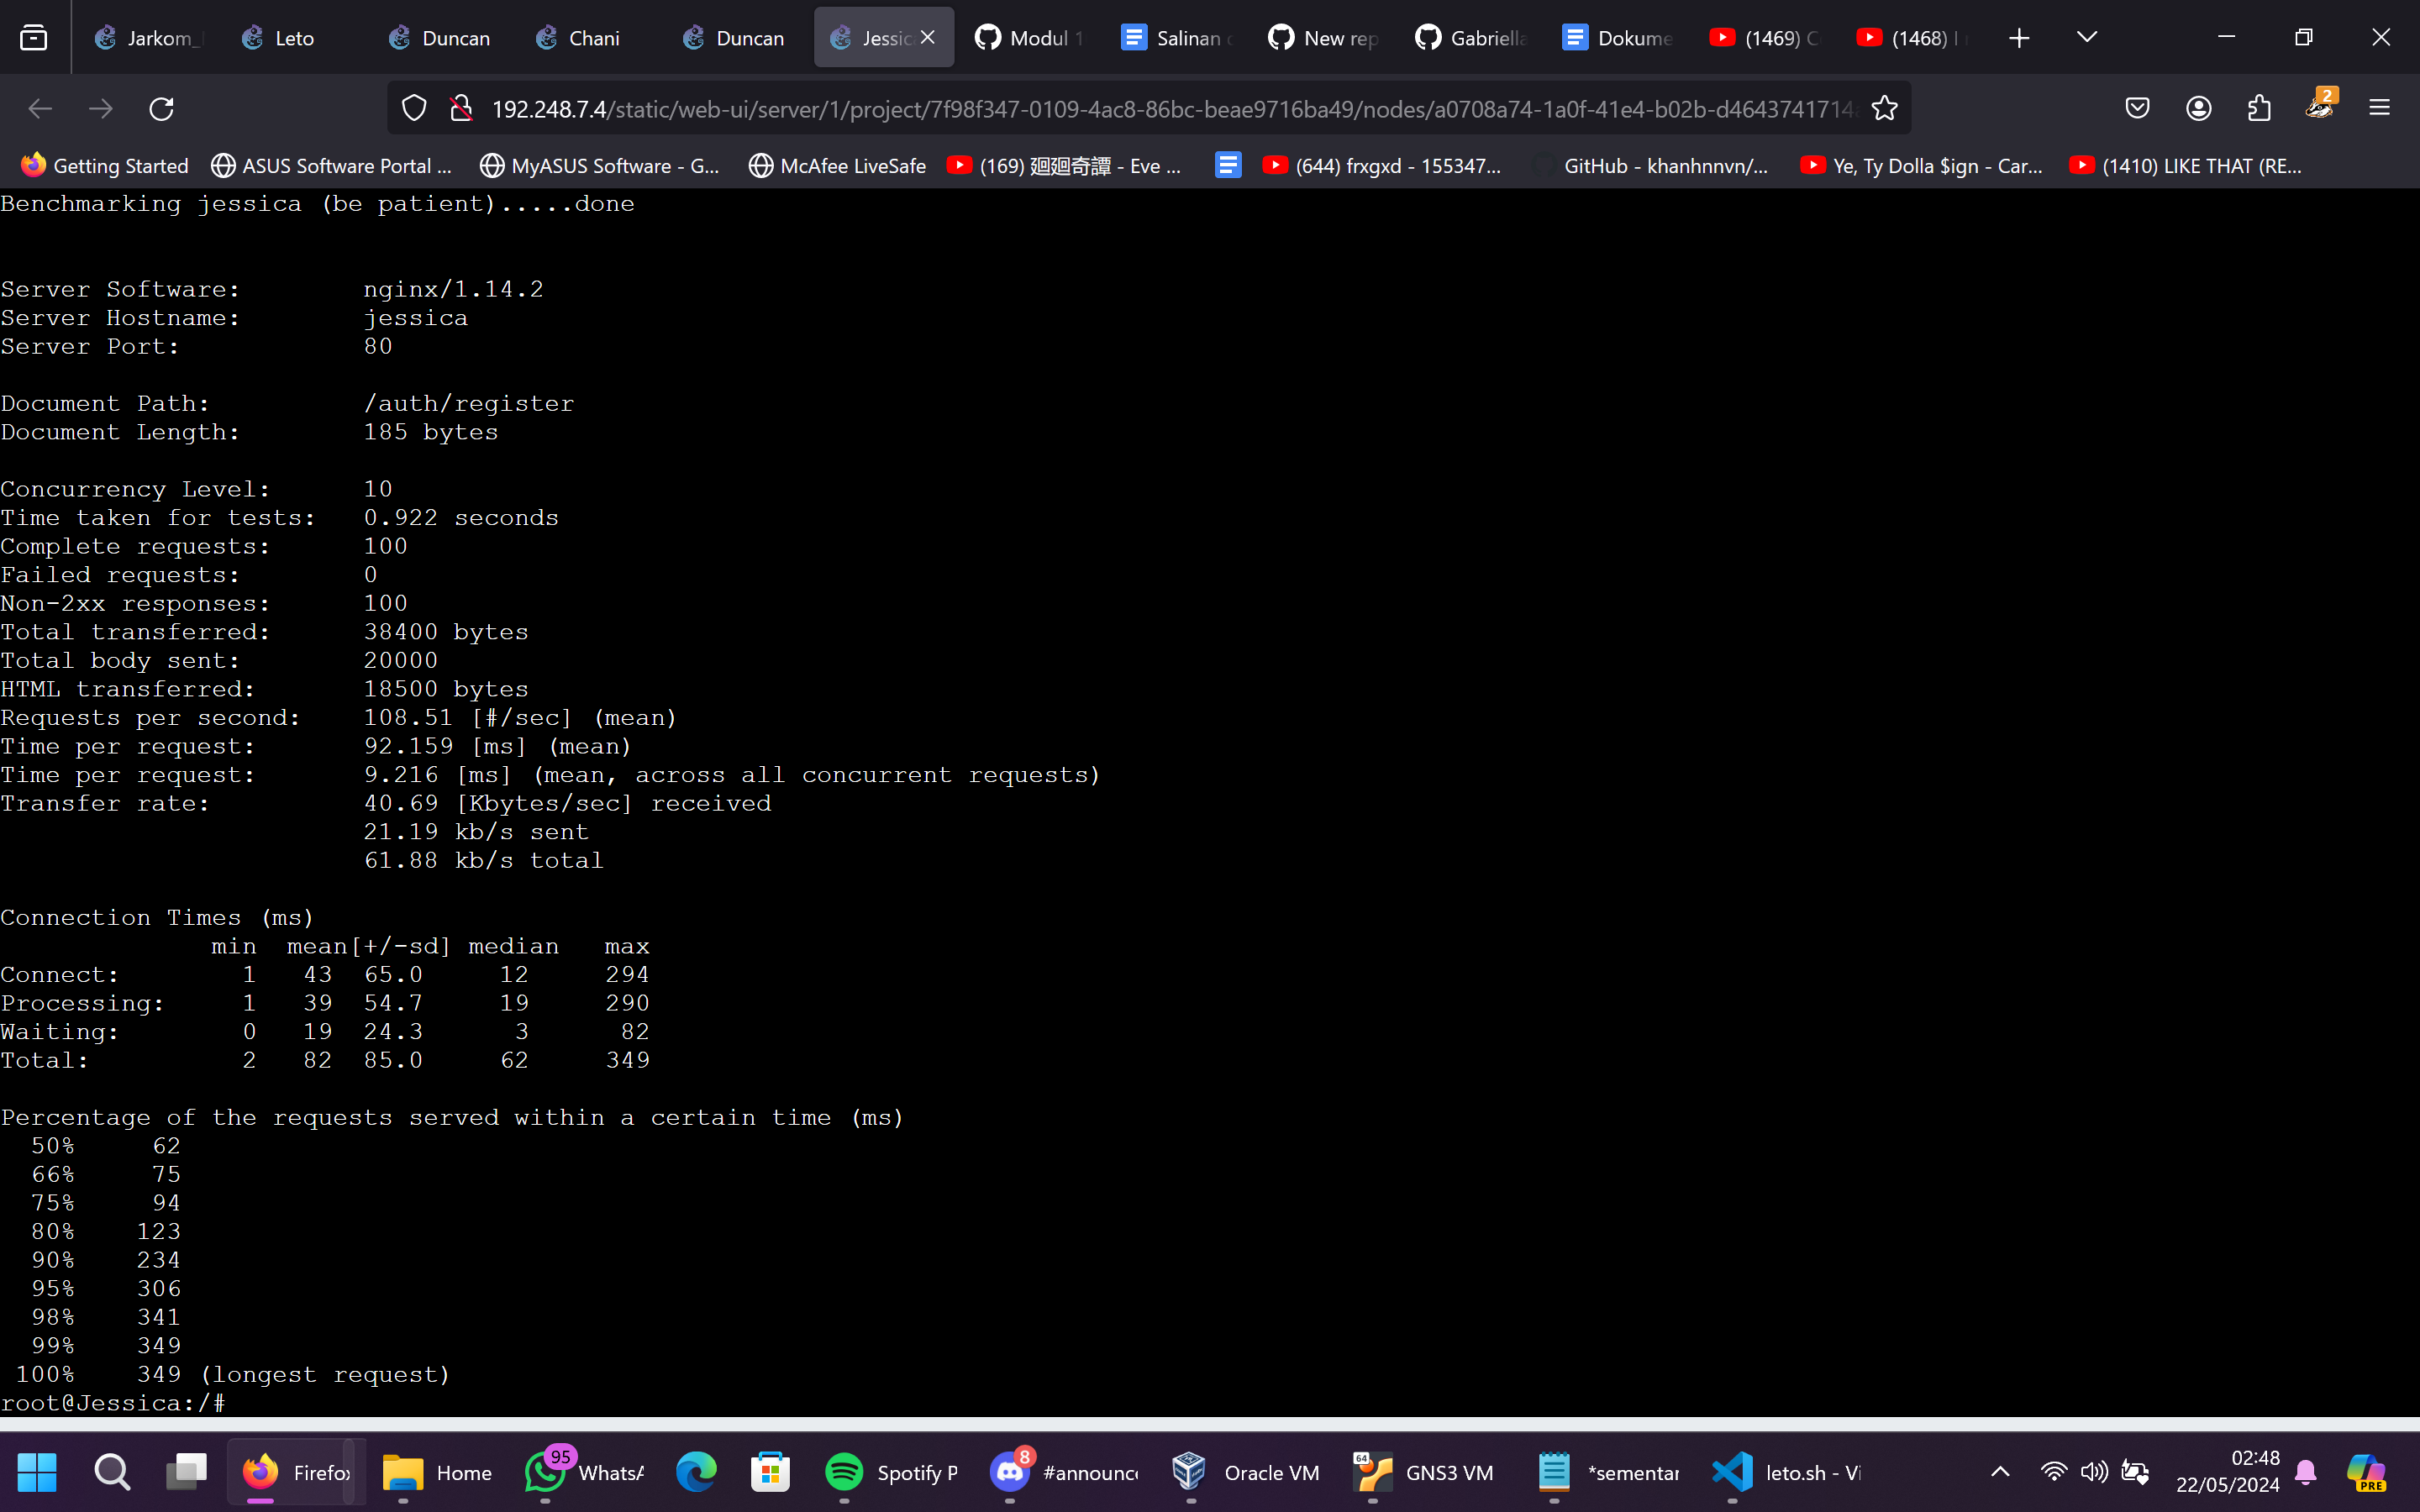 Jarkom_
Leto
Duncan
Chani
Duncan
Jessic
Modul 1
Salinan
New rep
Gabriella
Dokume
(1469) C
(1468) I
192.248.7.4/static/web-ui/server/1/project/7f98f347-0109-4ac8-86bc-beae9716ba49/nodes/a0708a74-1a0f-41e4-b02b-d4643741714
2
Getting Started
ASUS Software Portal ...
MyASUS Software - G...
McAfee LiveSafe
(169) 廻廻奇譚 - Eve ...
(644) frxgxd - 155347...
GitHub - khanhnnvn/...
Ye, Ty Dolla $ign - Car...
(1410) LIKE THAT (RE...
Benchmarking jessica (be patient).....done
Server Software: nginx/1.14.2
Server Hostname: jessica
Server Port: 80
Document Path: /auth/register
Document Length: 185 bytes
Concurrency Level: 10
Time taken for tests: 0.922 seconds
Complete requests: 100
Failed requests: 0
Non-2xx responses: 100
Total transferred: 38400 bytes
Total body sent: 20000
HTML transferred: 18500 bytes
Requests per second: 108.51 [#/sec] (mean)
Time per request: 92.159 [ms] (mean)
Time per request: 9.216 [ms] (mean, across all concurrent requests)
Transfer rate: 40.69 [Kbytes/sec] received
21.19 kb/s sent
61.88 kb/s total
Connection Times (ms)
min mean[+/-sd] median max
Connect: 1 43 65.0 12 294
Processing: 1 39 54.7 19 290
Waiting: 0 19 24.3 3 82
Total: 2 82 85.0 62 349
Percentage of the requests served within a certain time (ms)
50% 62
66% 75
75% 94
80% 123
90% 234
95% 306
98% 341
99% 349
100% 349 (longest request)
root@Jessica:/#
Firefox
Home
95
WhatsA
Spotify P
8
#announce
Oracle VM
64
GNS3 VM
*sementar
leto.sh - Vi
02:48
22/05/2024
PRE